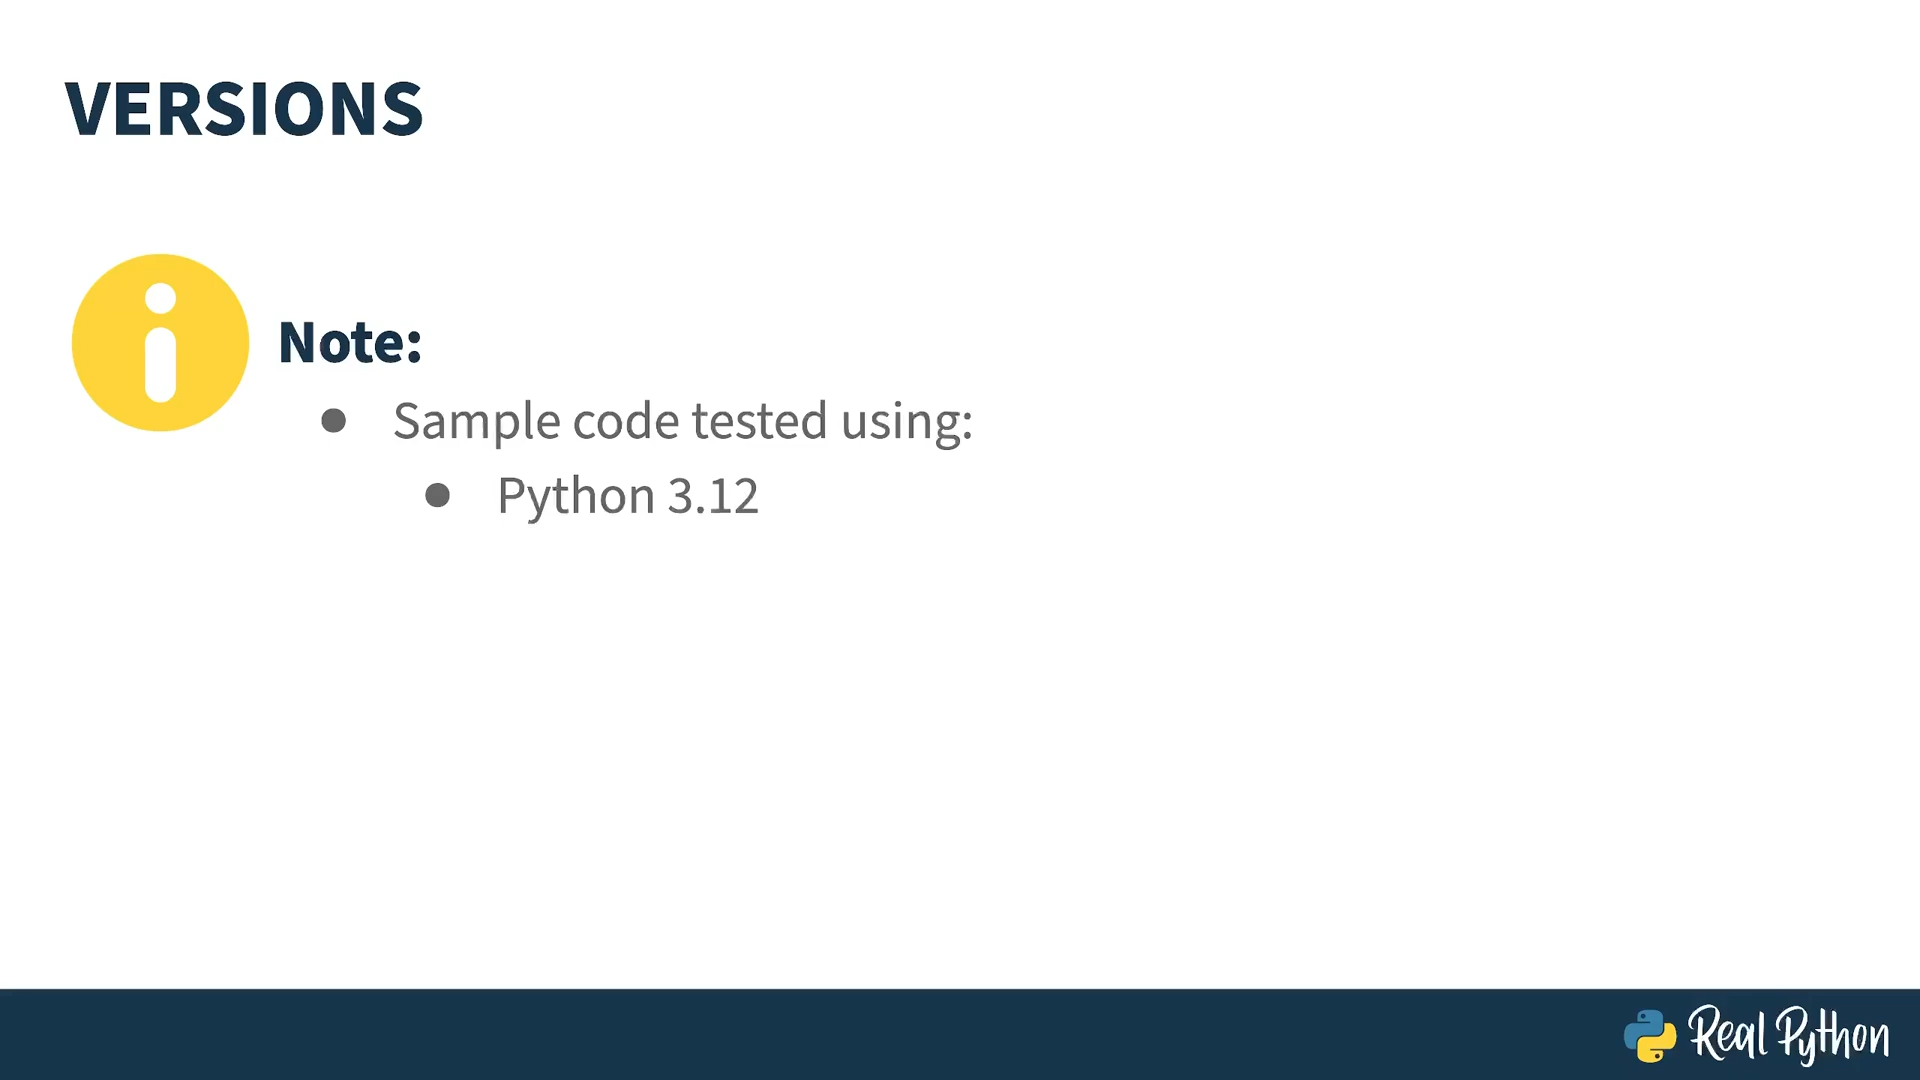 VERSIONS
Note:
● Sample code tested using:
● Python 3.12
Real Python